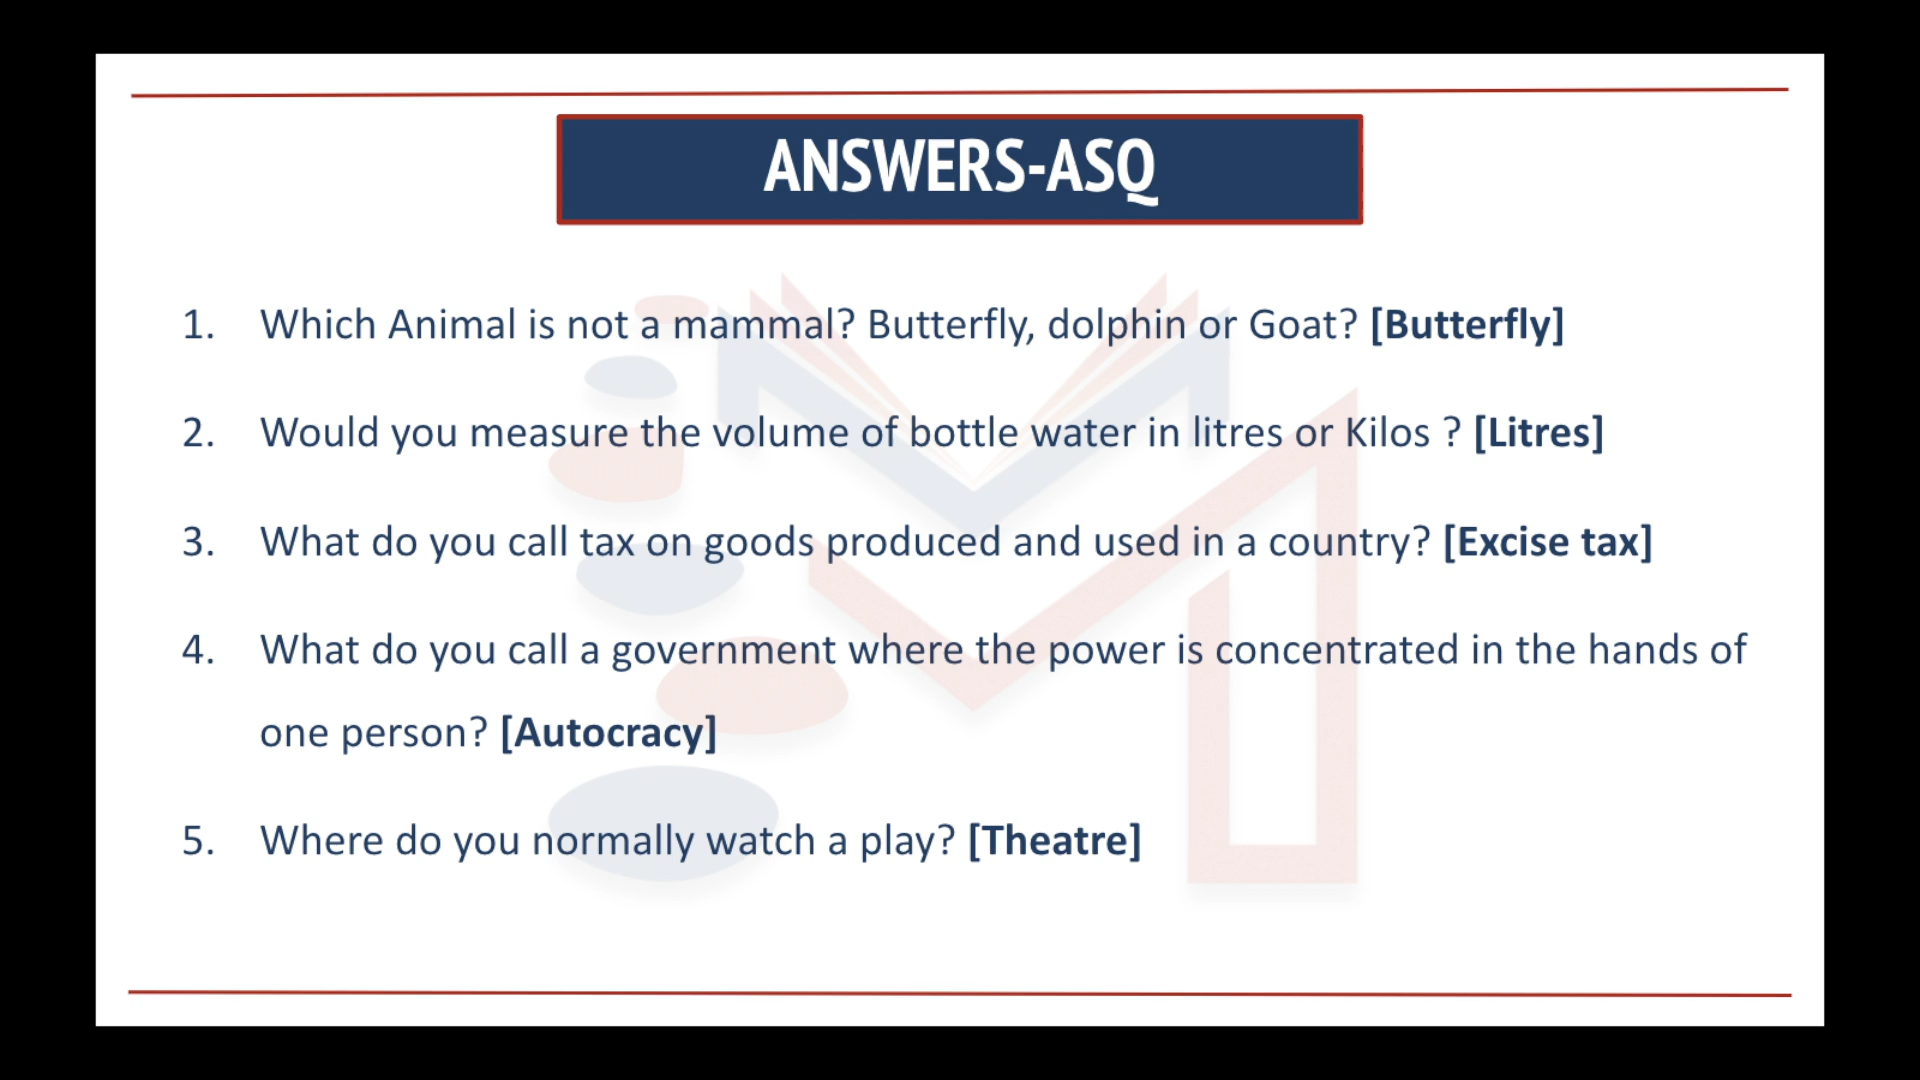 ANSWERS-ASQ
1. Which Animal is not a mammal? Butterfly, dolphin or Goat? [Butterfly]
2. Would you measure the volume of bottle water in litres or Kilos ? [Litres]
3. What do you call tax on goods produced and used in a country? [Excise tax]
4. What do you call a government where the power is concentrated in the hands of
one person? [Autocracy]
5. Where do you normally watch a play? [Theatre]